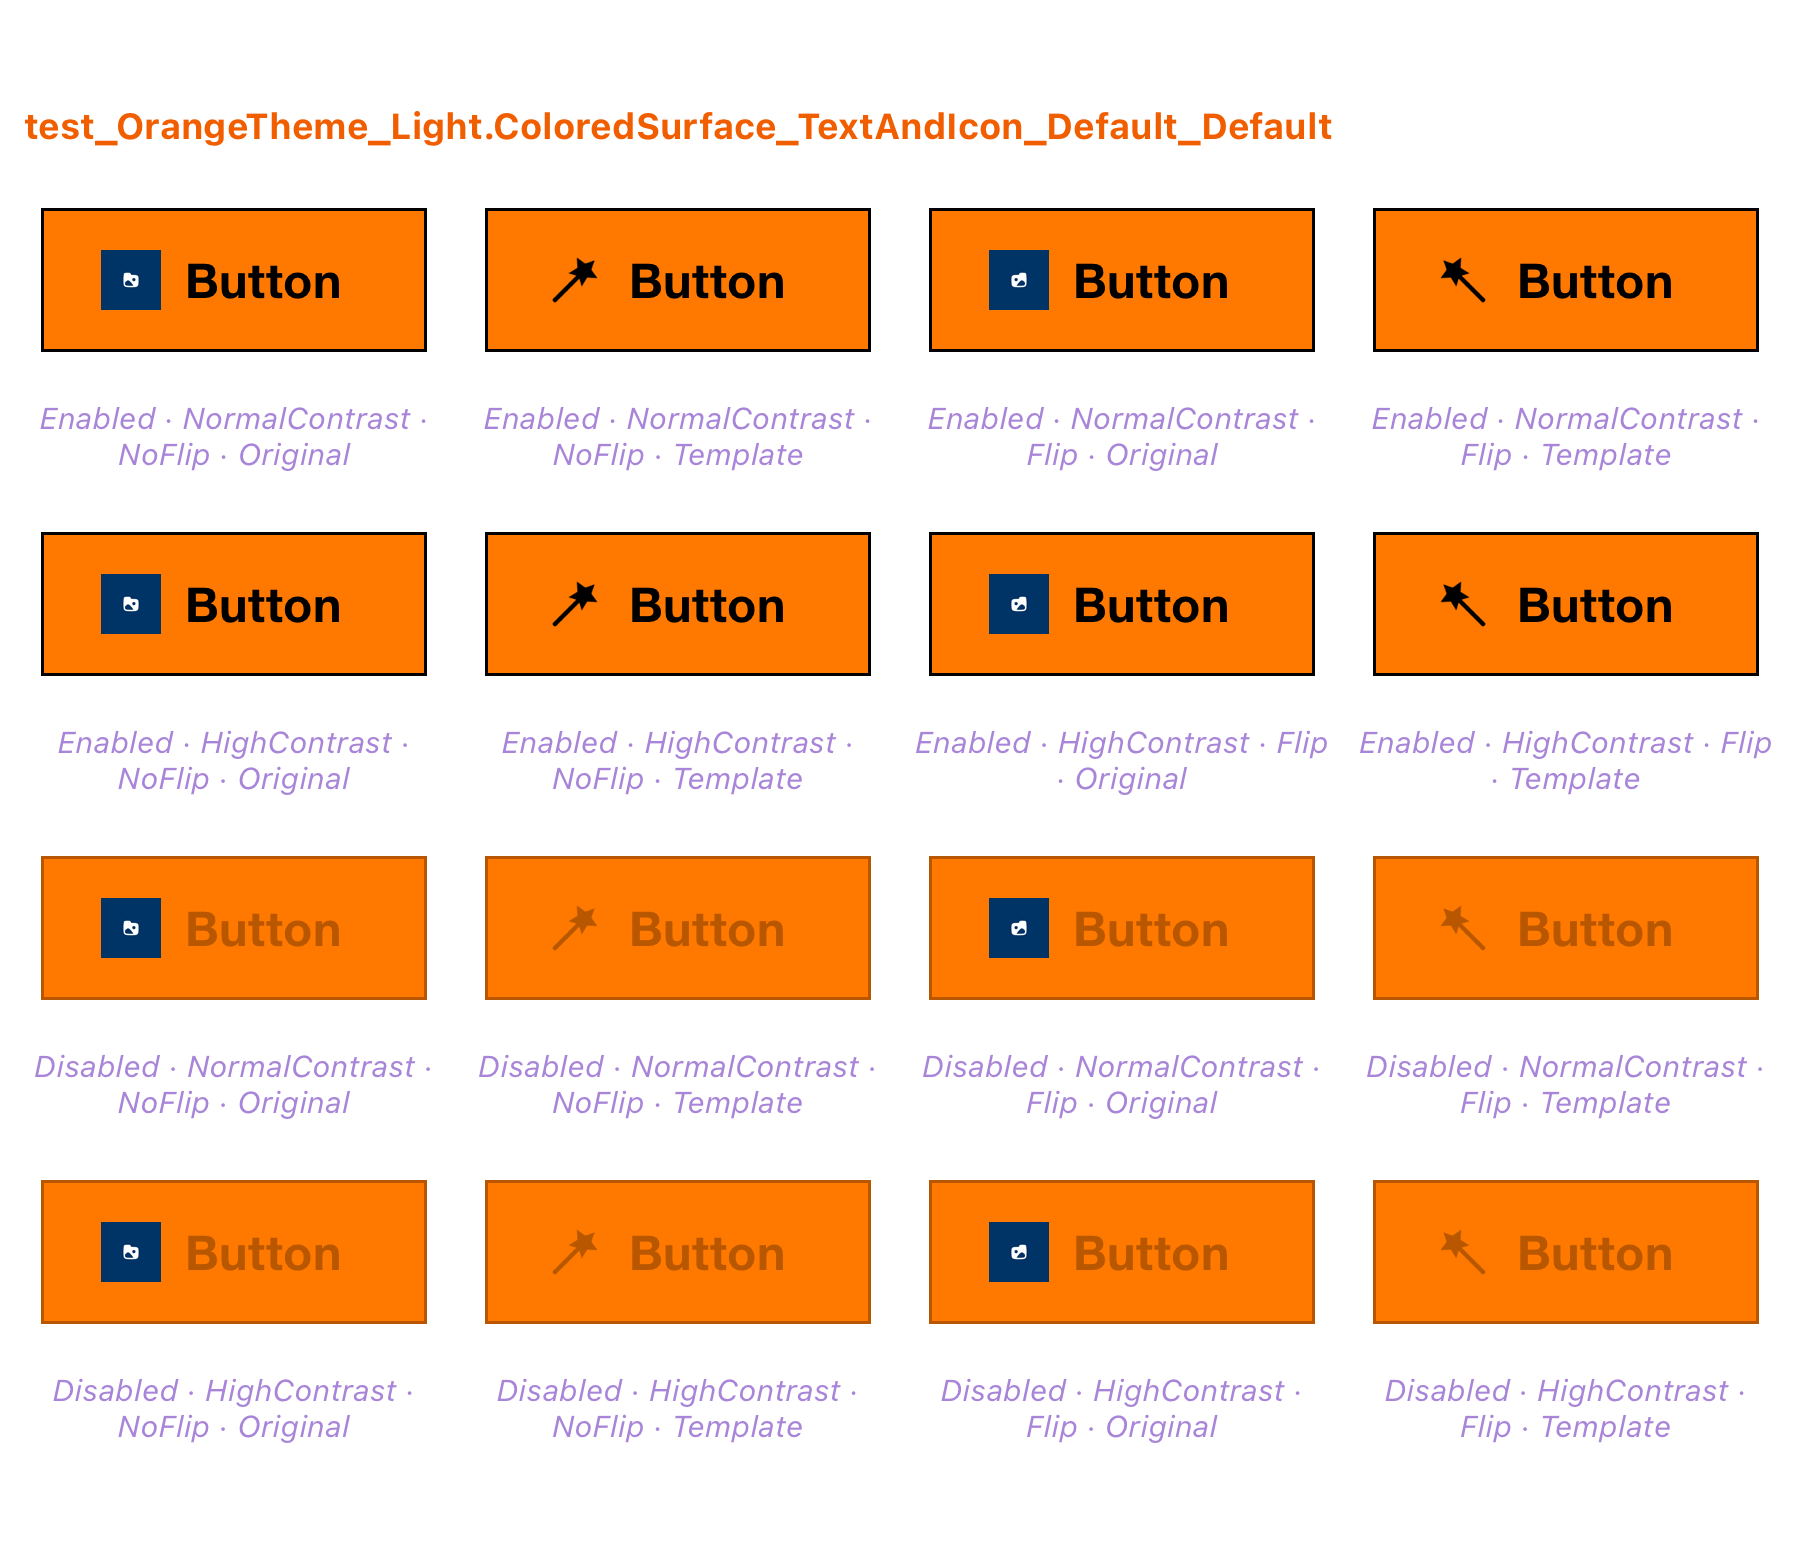 test_OrangeTheme_Light.ColoredSurface_TextAndIcon_Default_Default
Button Button Button Button
Enabled · NormalContrast · Enabled · NormalContrast · Enabled · NormalContrast · Enabled · NormalContrast ·
NoFlip · Original NoFlip · Template Flip · Original Flip · Template
Button Button Button Button
Enabled · HighContrast · Enabled · HighContrast · Enabled · HighContrast · Flip Enabled · HighContrast · Flip
NoFlip · Original NoFlip · Template · Original · Template
Button Button Button Button
Disabled · NormalContrast · Disabled · NormalContrast · Disabled · NormalContrast · Disabled · NormalContrast ·
NoFlip · Original NoFlip · Template Flip · Original Flip · Template
Button Button Button Button
Disabled · HighContrast · Disabled · HighContrast · Disabled · HighContrast · Disabled · HighContrast ·
NoFlip · Original NoFlip · Template Flip · Original Flip · Template